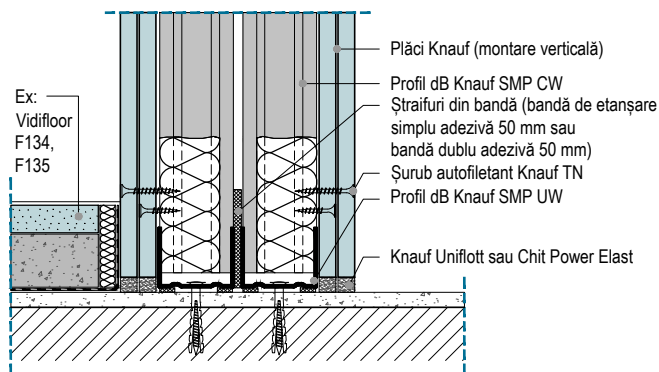 Ex:
Vidifloor
F134,
F135
Plăci Knauf (montare verticală)
Profil dB Knauf SMP CW
Ștraifuri din bandă (bandă de etanșare
simplu adezivă 50 mm sau
bandă dublu adezivă 50 mm)
Șurub autofiletant Knauf TN
Profil dB Knauf SMP UW
Knauf Uniflott sau Chit Power Elast